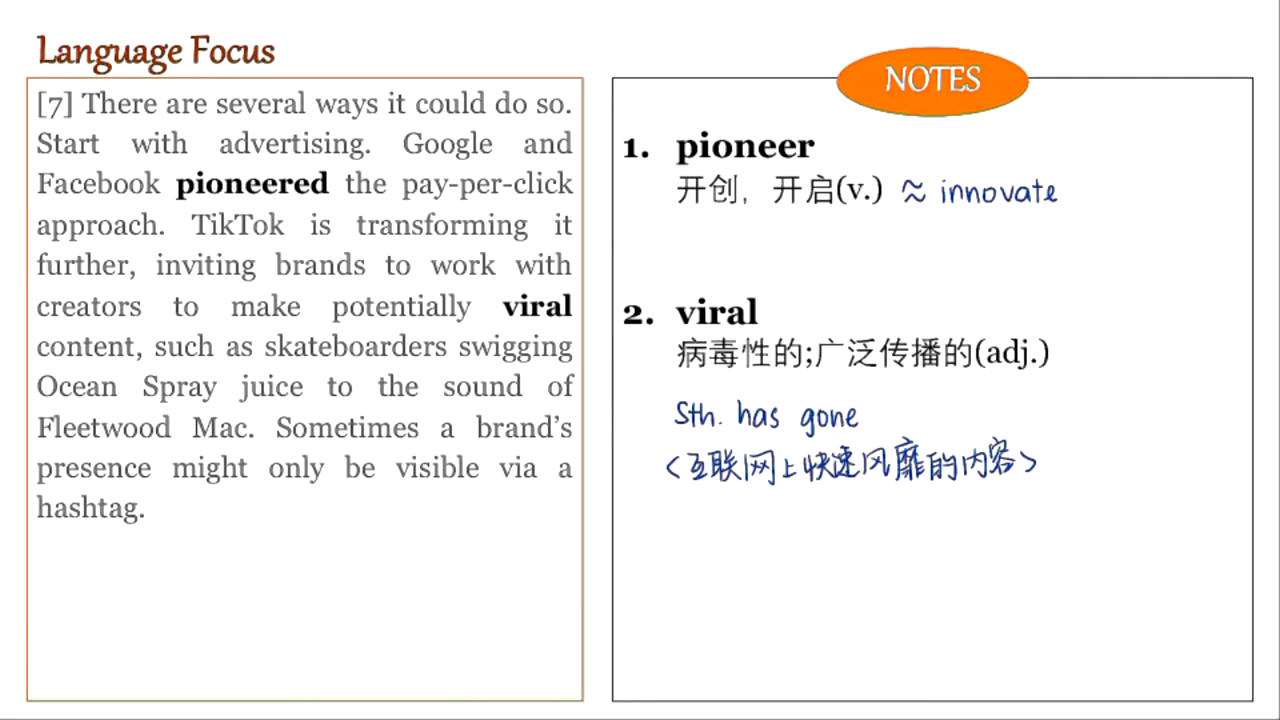 Language Focus
[7] There are several ways it could do so.
Start with advertising. Google and
Facebook pioneered the pay-per-click
approach. TikTok is transforming it
further, inviting brands to work with
creators to make potentially viral
content, such as skateboarders swigging
Ocean Spray juice to the sound of
Fleetwood Mac. Sometimes a brand's
presence might only be visible via a
hashtag.
NOTES
1. pioneer
开创，开启(v.) ≈ innovate
2. viral
病毒性的;广泛传播的(adj.)
Sth. has gone
<互联网上快速风靡的内容>